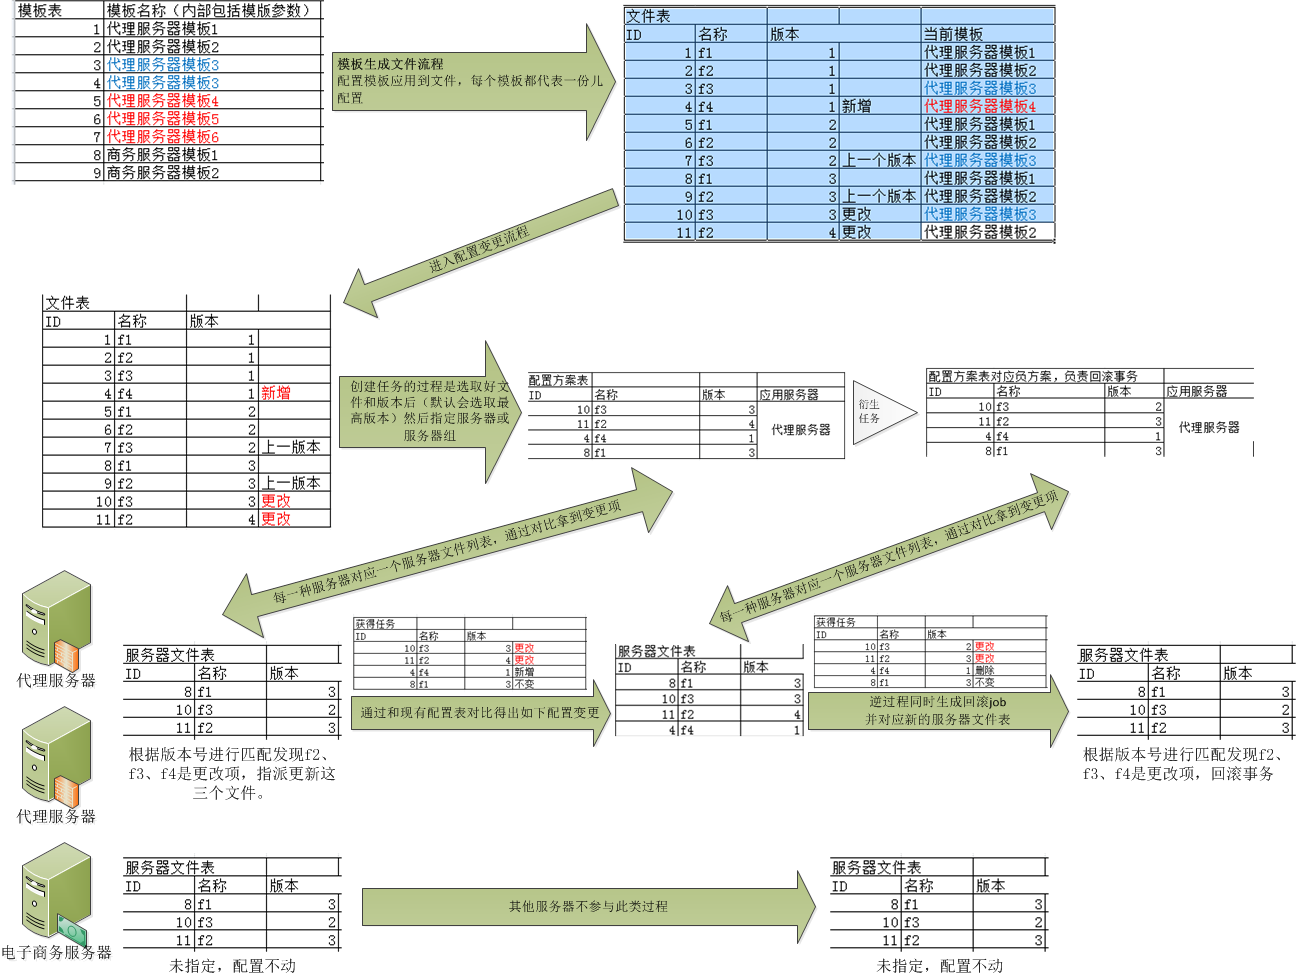 模板表 模板名称（内部包括模版参数）
1 代理服务器模板1
2 代理服务器模板2
3 代理服务器模板3
4 代理服务器模板3
5 代理服务器模板4
6 代理服务器模板5
7 代理服务器模板6
8 商务服务器模板1
9 商务服务器模板2
模板生成文件流程
配置模板应用到文件，每个模板都代表一份儿
配置
文件表
ID 名称 版本 当前模板
1 f1 1 代理服务器模板1
2 f2 1 代理服务器模板2
3 f3 1 代理服务器模板3
4 f4 1 新增 代理服务器模板4
5 f1 2 代理服务器模板1
6 f2 2 代理服务器模板2
7 f3 2 上一个版本 代理服务器模板3
8 f1 3 代理服务器模板1
9 f2 3 上一个版本 代理服务器模板2
10 f3 3 更改 代理服务器模板3
11 f2 4 更改 代理服务器模板2
进入配置变更流程
文件表
ID 名称 版本
1 f1 1
2 f2 1
3 f3 1
4 f4 1 新增
5 f1 2
6 f2 2
7 f3 2 上一版本
8 f1 3
9 f2 3 上一版本
10 f3 3 更改
11 f2 4 更改
创建任务的过程是选取好文
件和版本后（默认会选取最
高版本）然后指定服务器或
服务器组
配置方案表
ID 名称 版本 应用服务器
10 f3 3
11 f2 4
4 f4 1
8 f1 3
代理服务器
衍生
任务
配置方案表对应负方案，负责回滚事务
ID 名称 版本 应用服务器
10 f3 2
11 f2 3
4 f4 1
8 f1 3
代理服务器
每一种服务器对应一个服务器文件列表，通过对比拿到变更项
每一种服务器对应一个服务器文件列表，通过对比拿到变更项
代理服务器
代理服务器
电子商务服务器
服务器文件表
ID 名称 版本
8 f1 3
10 f3 2
11 f2 3
根据版本号进行匹配发现f2、
f3、f4是更改项，指派更新这
三个文件。
获得任务
ID 名称 版本
10 f3 3 更改
11 f2 4 更改
4 f4 1 新增
8 f1 3 不变
通过和现有配置表对比得出如下配置变更
服务器文件表
ID 名称 版本
8 f1 3
10 f3 3
11 f2 4
4 f4 1
获得任务
ID 名称 版本
10 f3 2 更改
11 f2 3 更改
4 f4 1 删除
8 f1 3 不变
逆过程同时生成回滚job
并对应新的服务器文件表
服务器文件表
ID 名称 版本
8 f1 3
10 f3 2
11 f2 3
根据版本号进行匹配发现f2、
f3、f4是更改项，回滚事务
服务器文件表
ID 名称 版本
8 f1 3
10 f3 2
11 f2 3
未指定，配置不动
其他服务器不参与此类过程
服务器文件表
ID 名称 版本
8 f1 3
10 f3 2
11 f2 3
未指定，配置不动